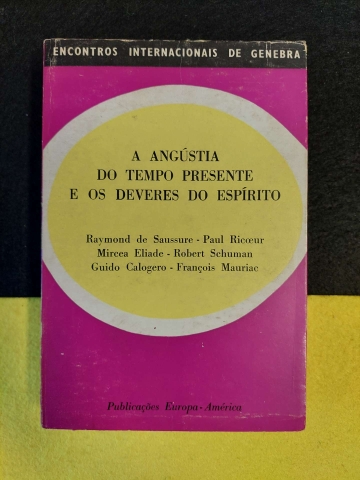 ENCONTROS INTERNACIONAIS DE GENEBRA
A ANGÚSTIA
DO TEMPO PRESENTE
E OS DEVERES DO ESPÍRITO
Raymond de Saussure - Paul Ricœur
Mircea Eliade - Robert Schuman
Guido Calogero - François Mauriac
Publicações Europa-América